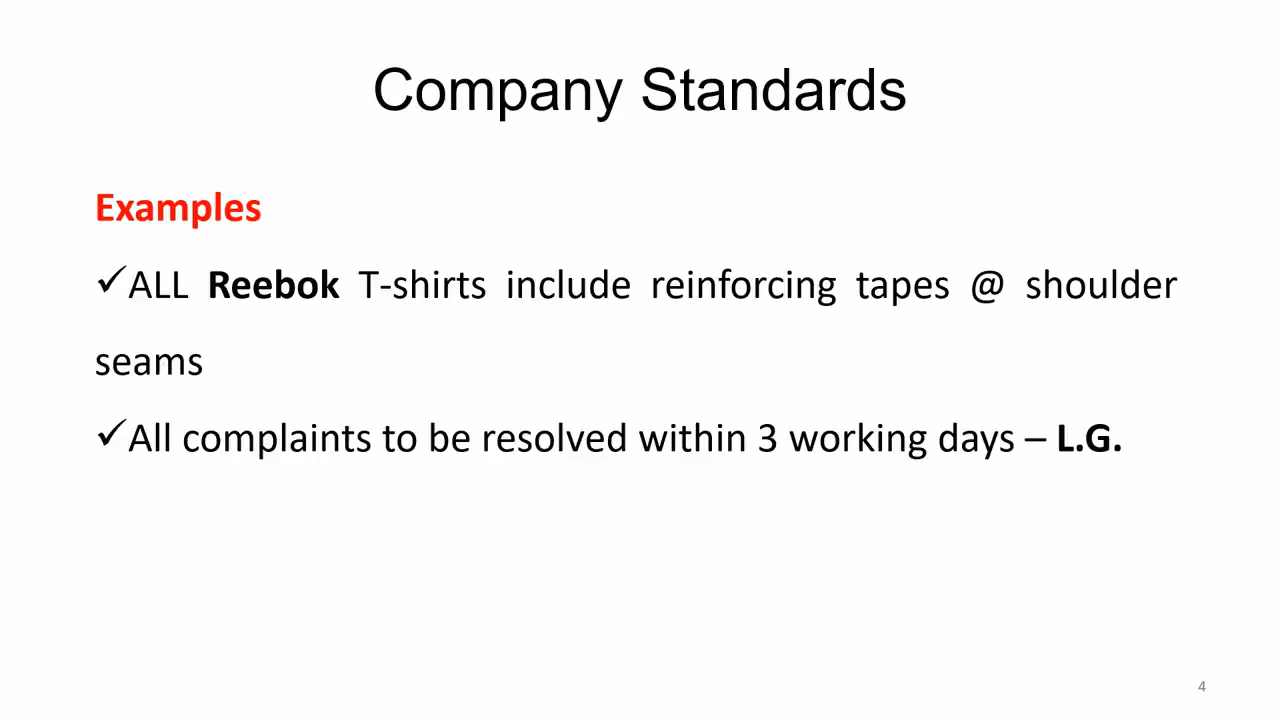 Company Standards
Examples
✓ALL Reebok T-shirts include reinforcing tapes @ shoulder
seams
✓All complaints to be resolved within 3 working days – L.G.
4